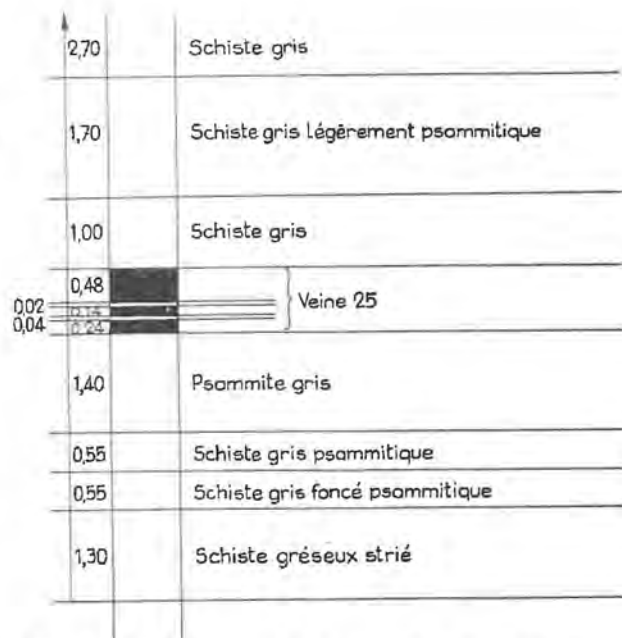 2,70 Schiste gris
1,70 Schiste gris légèrement psammitique
1,00 Schiste gris
0,48
0,02
0,14
0,04
0,24
Veine 25
1,40 Psammite gris
0,55 Schiste gris psammitique
0,55 Schiste gris foncé psammitique
1,30 Schiste gréseux strié